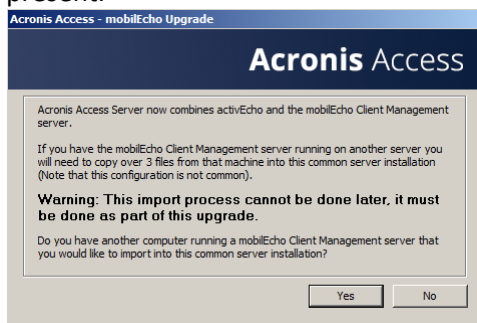 Acronis Access - mobilEcho Upgrade
Acronis Access
Acronis Access Server now combines activEcho and the mobilEcho Client Management
server.
If you have the mobilEcho Client Management server running on another server you
will need to copy over 3 files from that machine into this common server installation
(Note that this configuration is not common).
Warning: This import process cannot be done later, it must
be done as part of this upgrade.
Do you have another computer running a mobilEcho Client Management server that
you would like to import into this common server installation?
Yes No